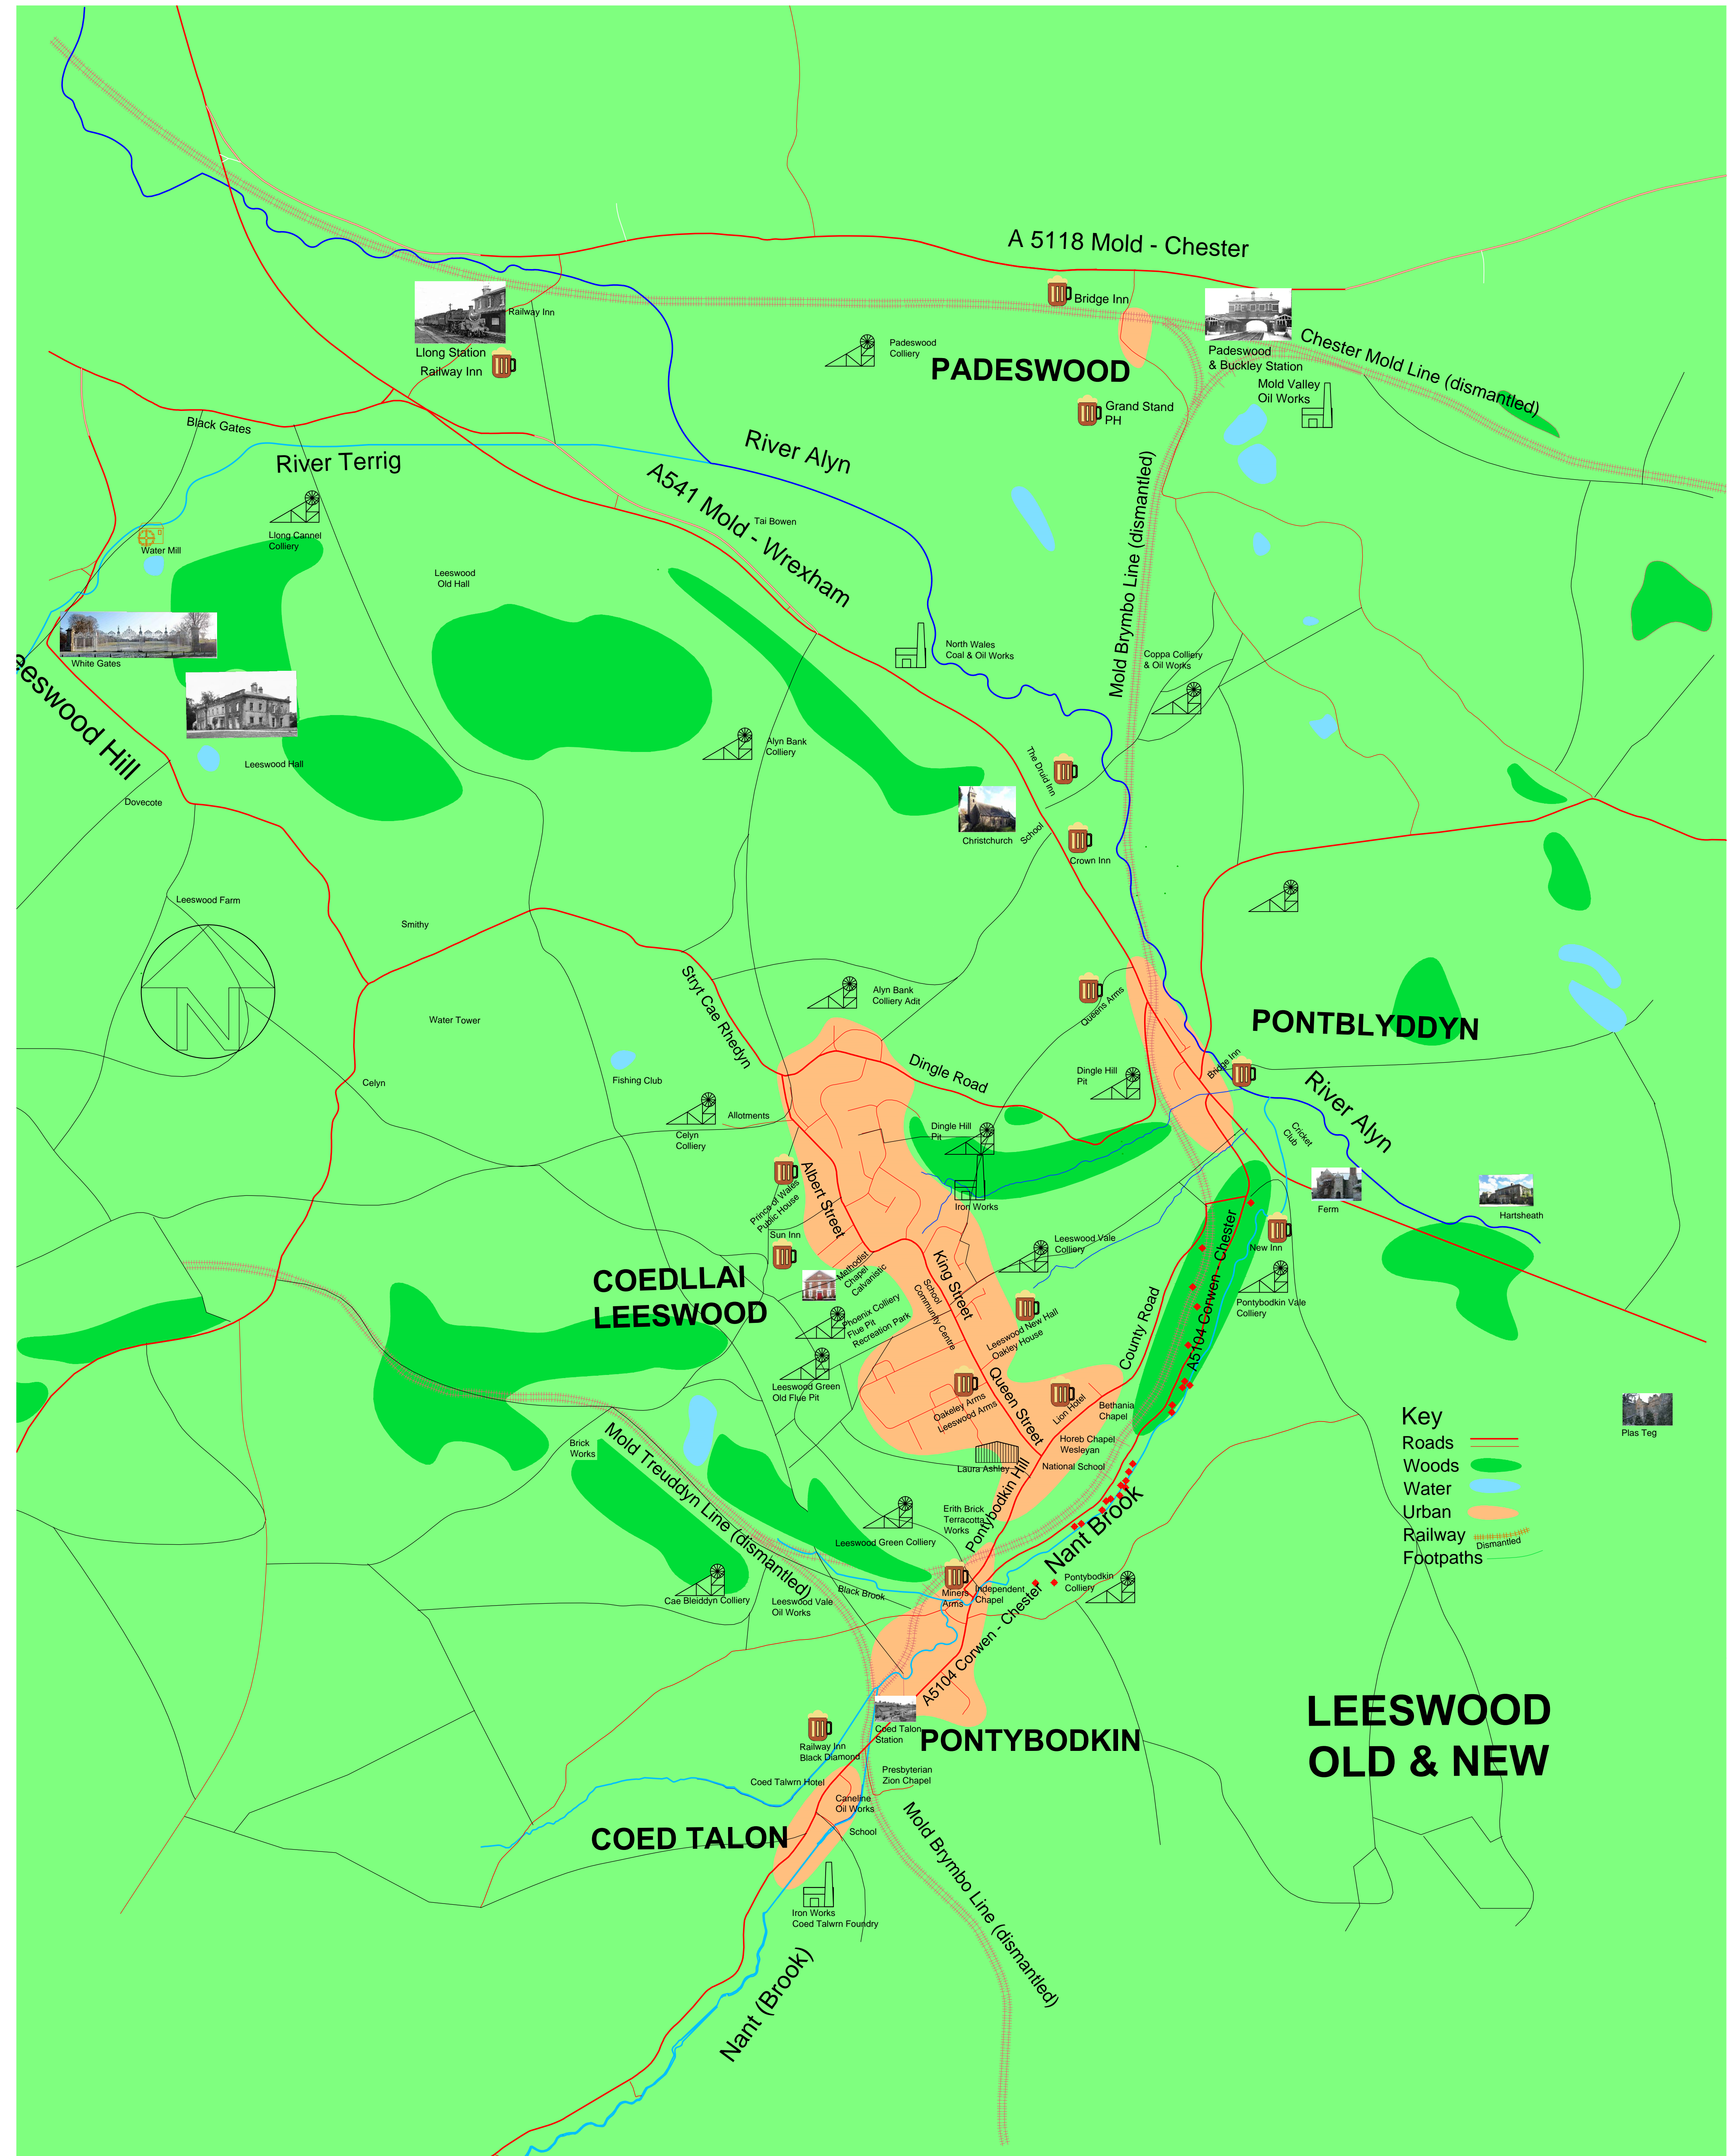 A 5118 Mold - Chester
Bridge Inn
Railway Inn
Llong Station
Railway Inn
Padeswood
Colliery
PADESWOOD
Padeswood
& Buckley Station
Chester Mold Line (dismantled)
Mold Valley
Oil Works
Grand Stand
PH
Black Gates
River Terrig
River Alyn
A541 Mold - Wrexham
Mold Brymbo Line (dismantled)
Tai Bowen
Llong Cannel
Colliery
Water Mill
Leeswood
Old Hall
White Gates
North Wales
Coal & Oil Works
Coppa Colliery
& Oil Works
eeswood Hill
Leeswood Hall
Alyn Bank
Colliery
The Druid Inn
Dovecote
Christchurch
School
Crown Inn
Leeswood Farm
Smithy
N
Stryt Cae Rhedyn
Alyn Bank
Colliery Adit
Queens Arms
PONTBLYDDYN
Water Tower
Fishing Club
Dingle Road
Dingle Hill
Pit
Bridge Inn
River Alyn
Celyn
Allotments
Celyn
Colliery
Dingle Hill
Pit
Cricket
Club
Albert Street
Prince of Wales
Public House
Iron Works
Ferm
Hartsheath
Sun Inn
Methodist
Chapel
Calvanistic
King Street
Leeswood Vale
Colliery
New Inn
COEDLLAI
LEESWOOD
School
Community Centre
Phoenix Colliery
Flue Pit
Recreation Park
Leeswood New Hall
Oakley House
County Road
A5104 Corwen - Chester
Pontybodkin Vale
Colliery
Leeswood Green
Old Flue Pit
Queen Street
Oakeley Arms
Leeswood Arms
Lion Hotel
Bethania
Chapel
Plas Teg
Key
Roads
Woods
Water
Urban
Railway
Dismantled
Footpaths
Brick
Works
Mold Treuddyn Line (dismantled)
Horeb Chapel
Wesleyan
Laura Ashley
National School
Pontybodkin Hill
Erith Brick
Terracotta
Works
Nant Brook
Leeswood Green Colliery
Cae Bleiddyn Colliery
Leeswood Vale
Oil Works
Black Brook
Miners
Arms
Independent
Chapel
Pontybodkin
Colliery
A5104 Corwen - Chester
LEESWOOD
OLD & NEW
Coed Talon
Station
PONTYBODKIN
Railway Inn
Black Diamond
Presbyterian
Zion Chapel
Coed Talwrn Hotel
Caneline
Oil Works
School
COED TALON
Mold Brymbo Line (dismantled)
Iron Works
Coed Talwrn Foundry
Nant (Brook)